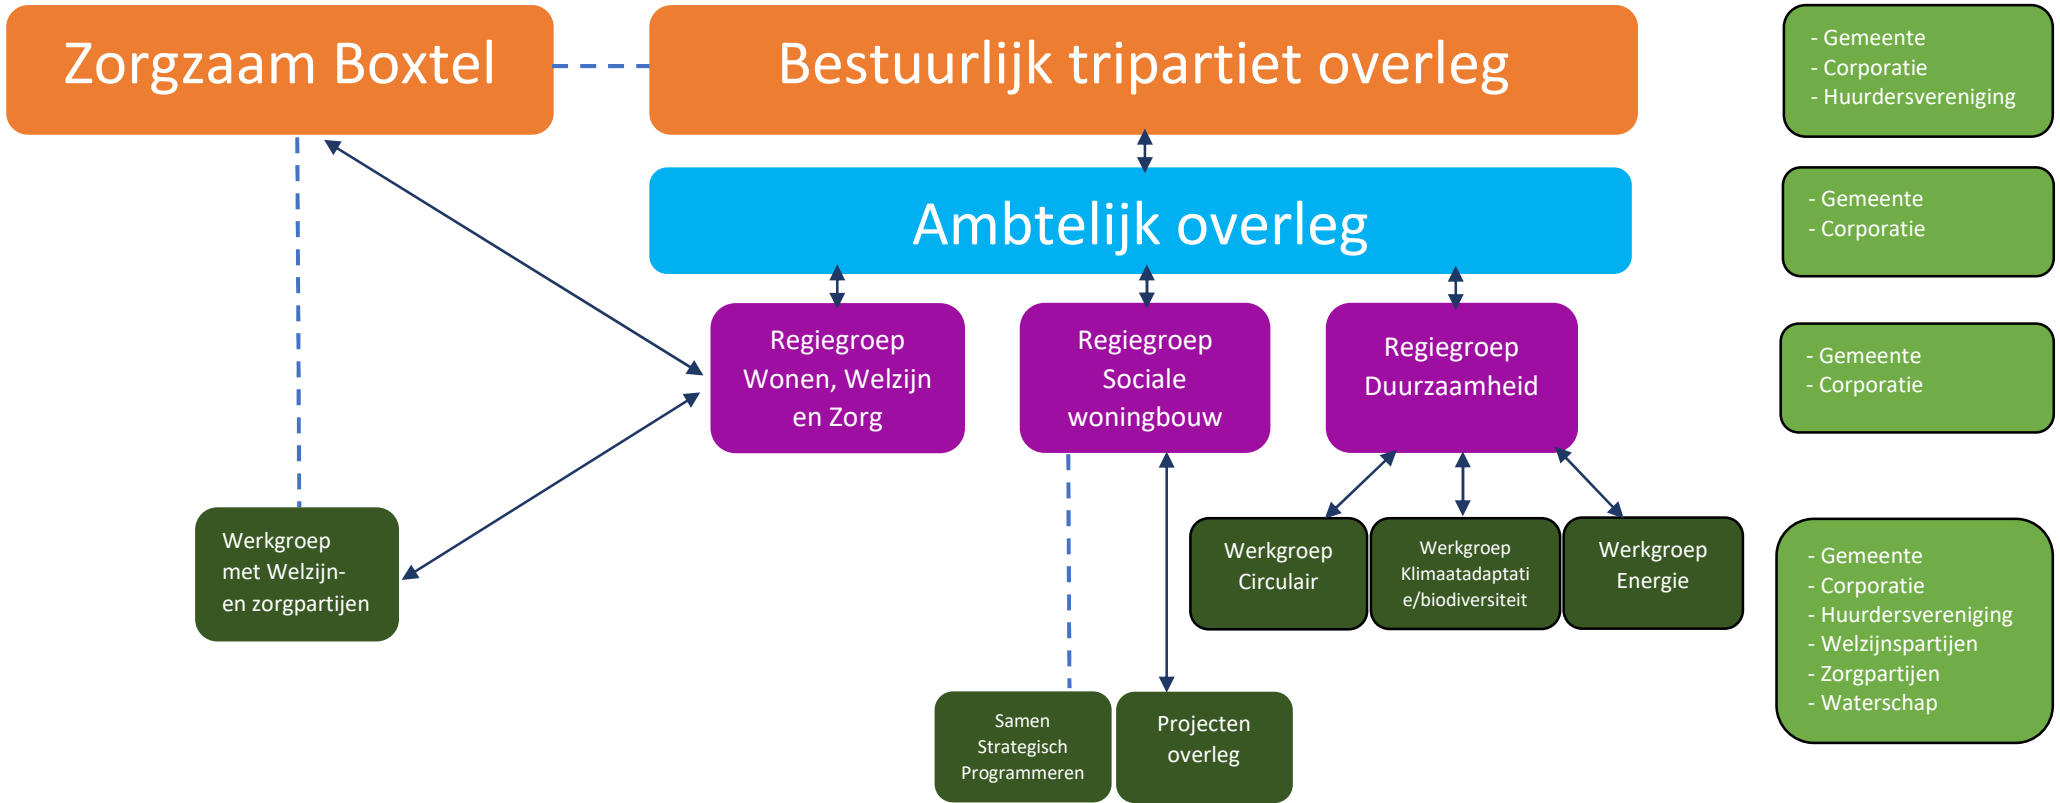 Zorgzaam Boxtel
Bestuurlijk tripartiet overleg
- Gemeente
- Corporatie
- Huurdersvereniging
Ambtelijk overleg
- Gemeente
- Corporatie
Regiegroep
Wonen, Welzijn
en Zorg
Regiegroep
Sociale
woningbouw
Regiegroep
Duurzaamheid
- Gemeente
- Corporatie
Werkgroep
met Welzijn-
en zorgpartijen
Werkgroep
Circulair
Werkgroep
Klimaatadaptati
e/biodiversiteit
Werkgroep
Energie
- Gemeente
- Corporatie
- Huurdersvereniging
- Welzijnspartijen
- Zorgpartijen
- Waterschap
Samen
Strategisch
Programmeren
Projecten
overleg